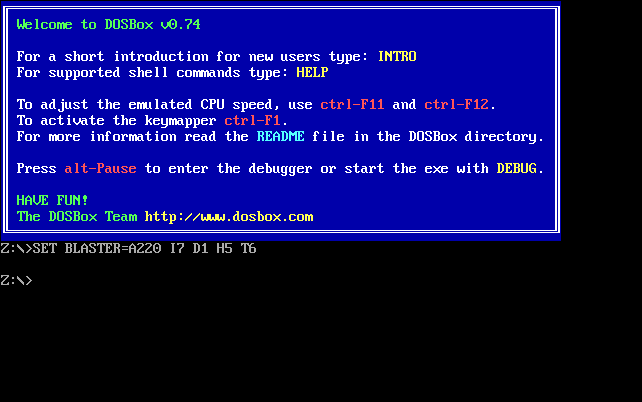 Welcome to DOSBox v0.74
For a short introduction for new users type: INTRO
For supported shell commands type: HELP
To adjust the emulated CPU speed, use ctrl-F11 and ctrl-F12.
To activate the keymapper ctrl-F1.
For more information read the README file in the DOSBox directory.
Press alt-Pause to enter the debugger or start the exe with DEBUG.
HAVE FUN!
The DOSBox Team http://www.dosbox.com
Z:\>SET BLASTER=A220 I7 D1 H5 T6
Z:\>